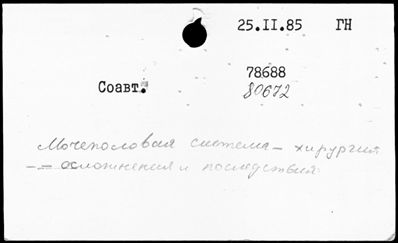 25.II.85 ГН
78688
Соавт. 80672
Мочеполовая система - хирургия
- - осложнения и последствия